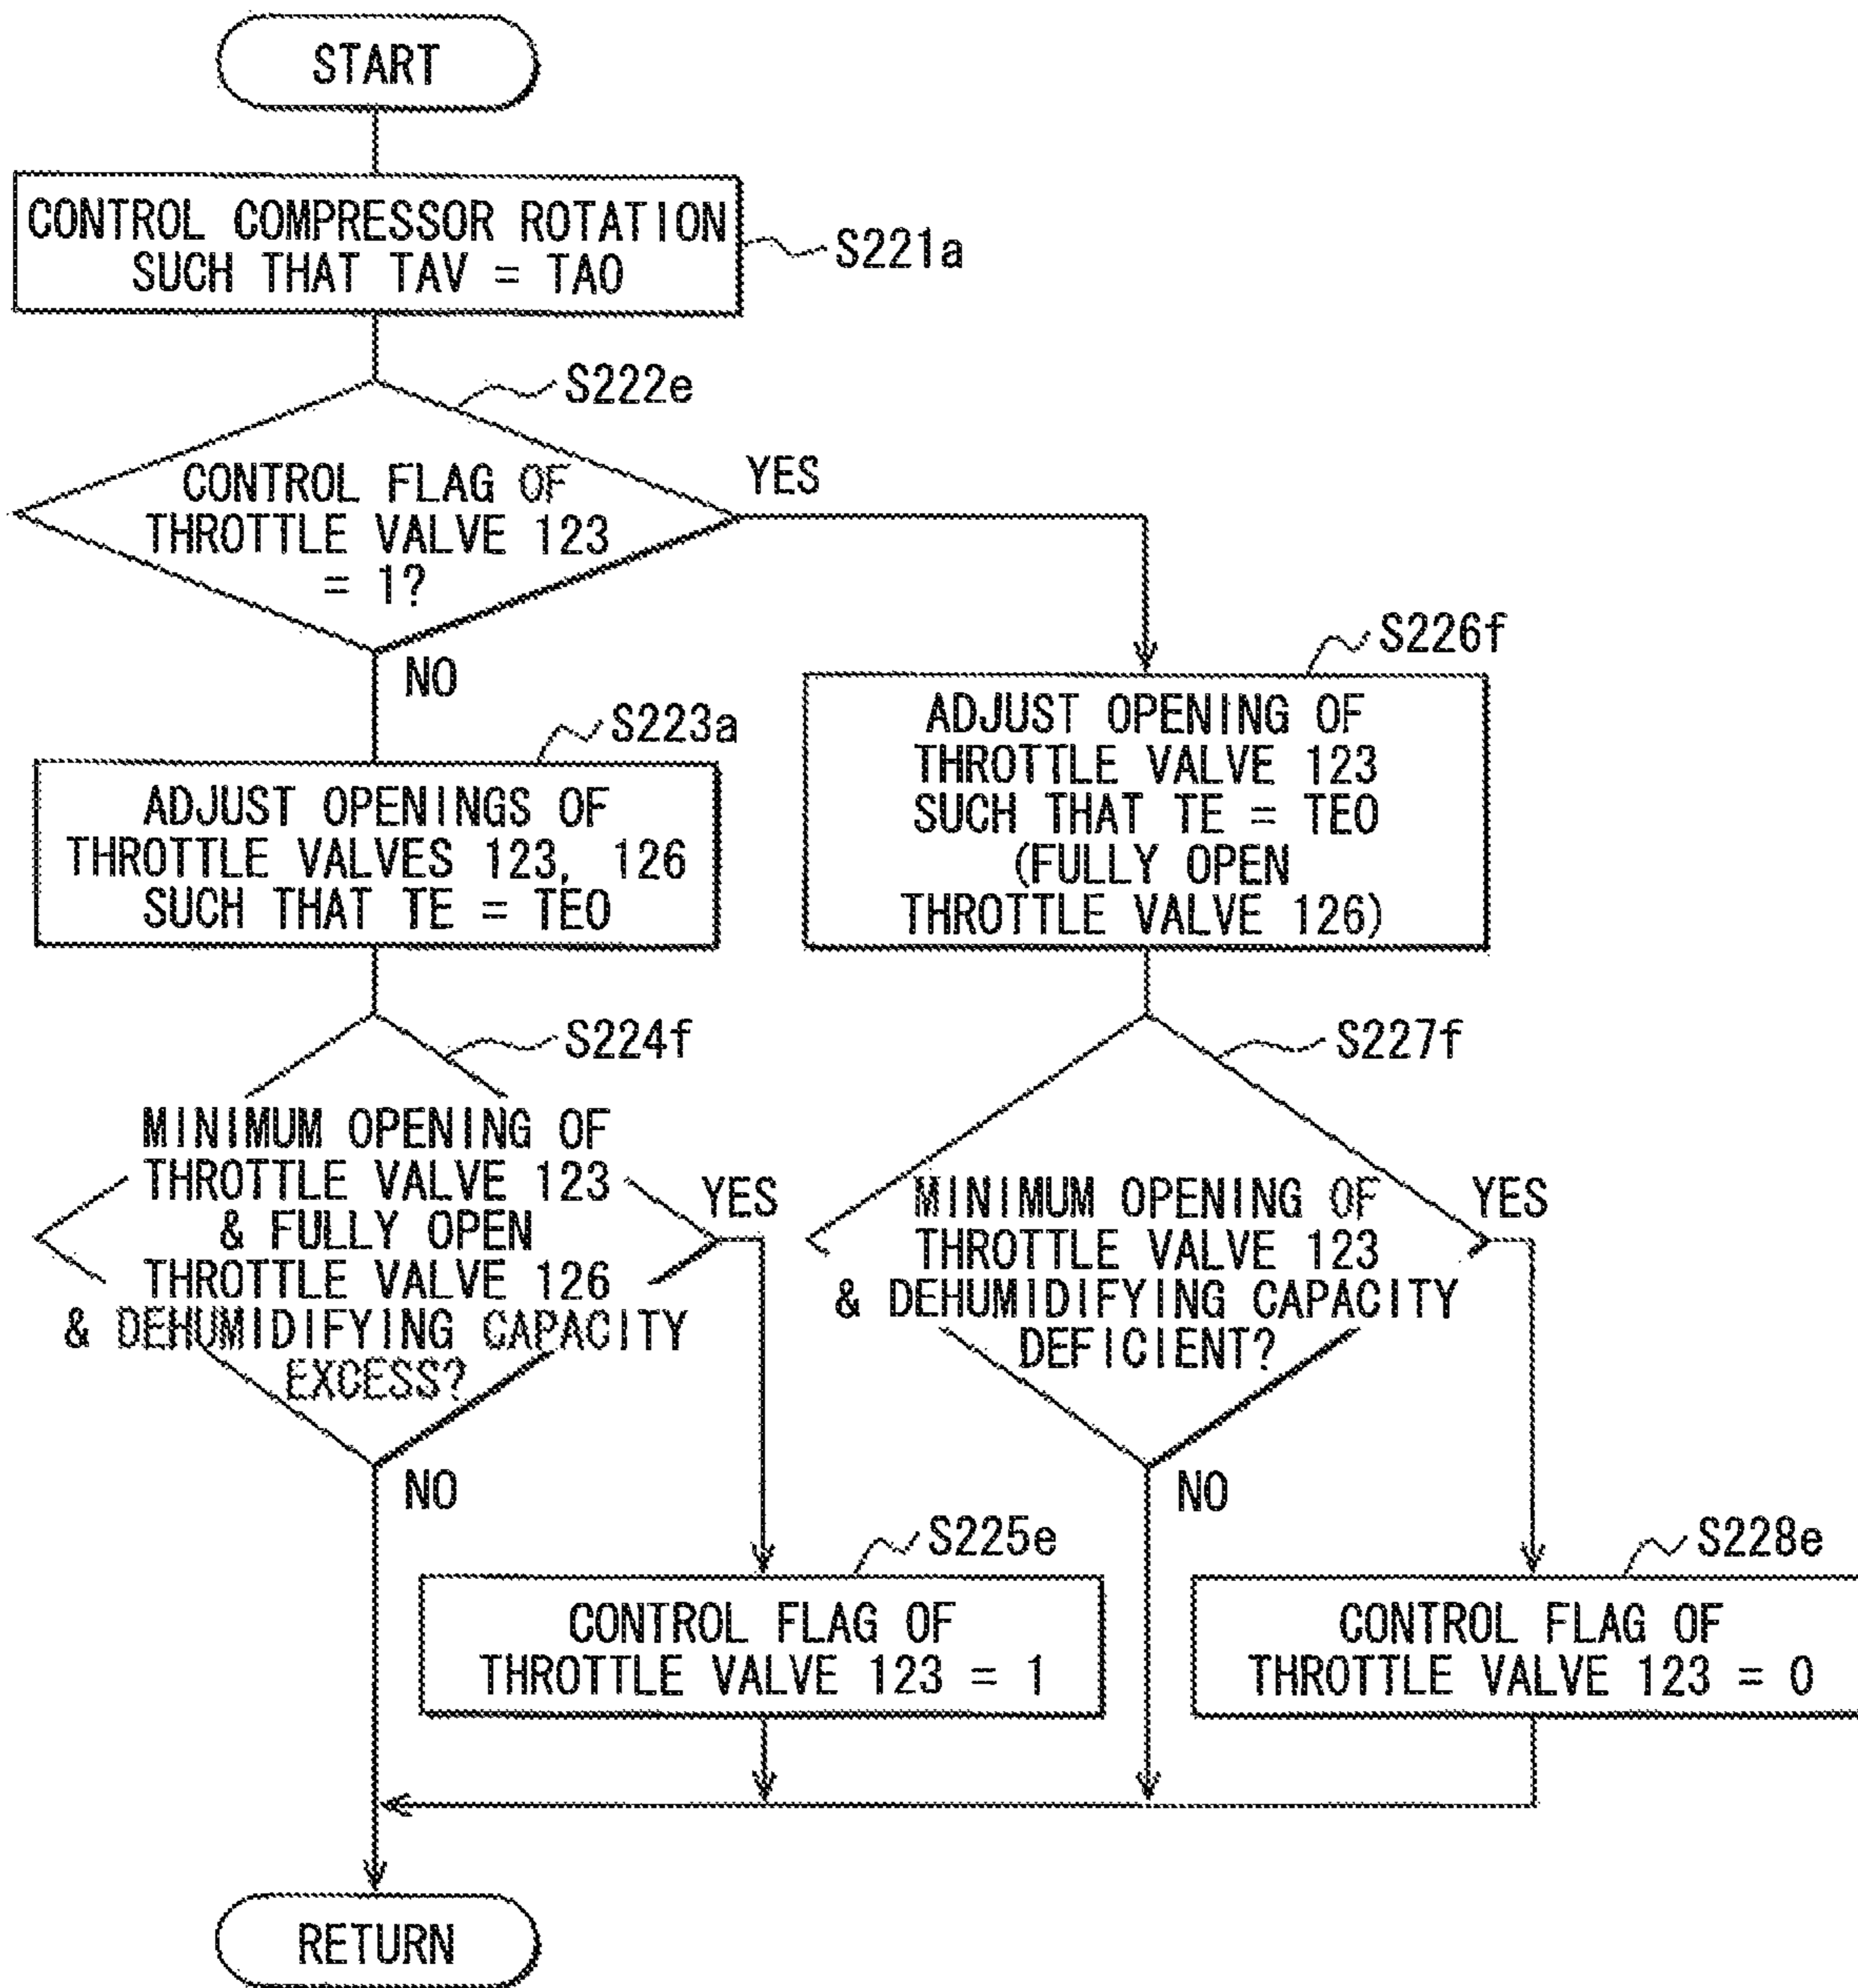 START
CONTROL COMPRESSOR ROTATION
SUCH THAT TAV = TAO
S221a
S222e
CONTROL FLAG OF
THROTTLE VALVE 123
= 1?
YES
NO
S223a
ADJUST OPENINGS OF
THROTTLE VALVES 123, 126
SUCH THAT TE = TEO
S226f
ADJUST OPENING OF
THROTTLE VALVE 123
SUCH THAT TE = TEO
(FULLY OPEN
THROTTLE VALVE 126)
S224f
MINIMUM OPENING OF
THROTTLE VALVE 123
& FULLY OPEN
THROTTLE VALVE 126
& DEHUMIDIFYING CAPACITY
EXCESS?
YES
NO
S227f
MINIMUM OPENING OF
THROTTLE VALVE 123
& DEHUMIDIFYING CAPACITY
DEFICIENT?
YES
NO
S225e
CONTROL FLAG OF
THROTTLE VALVE 123 = 1
S228e
CONTROL FLAG OF
THROTTLE VALVE 123 = 0
RETURN